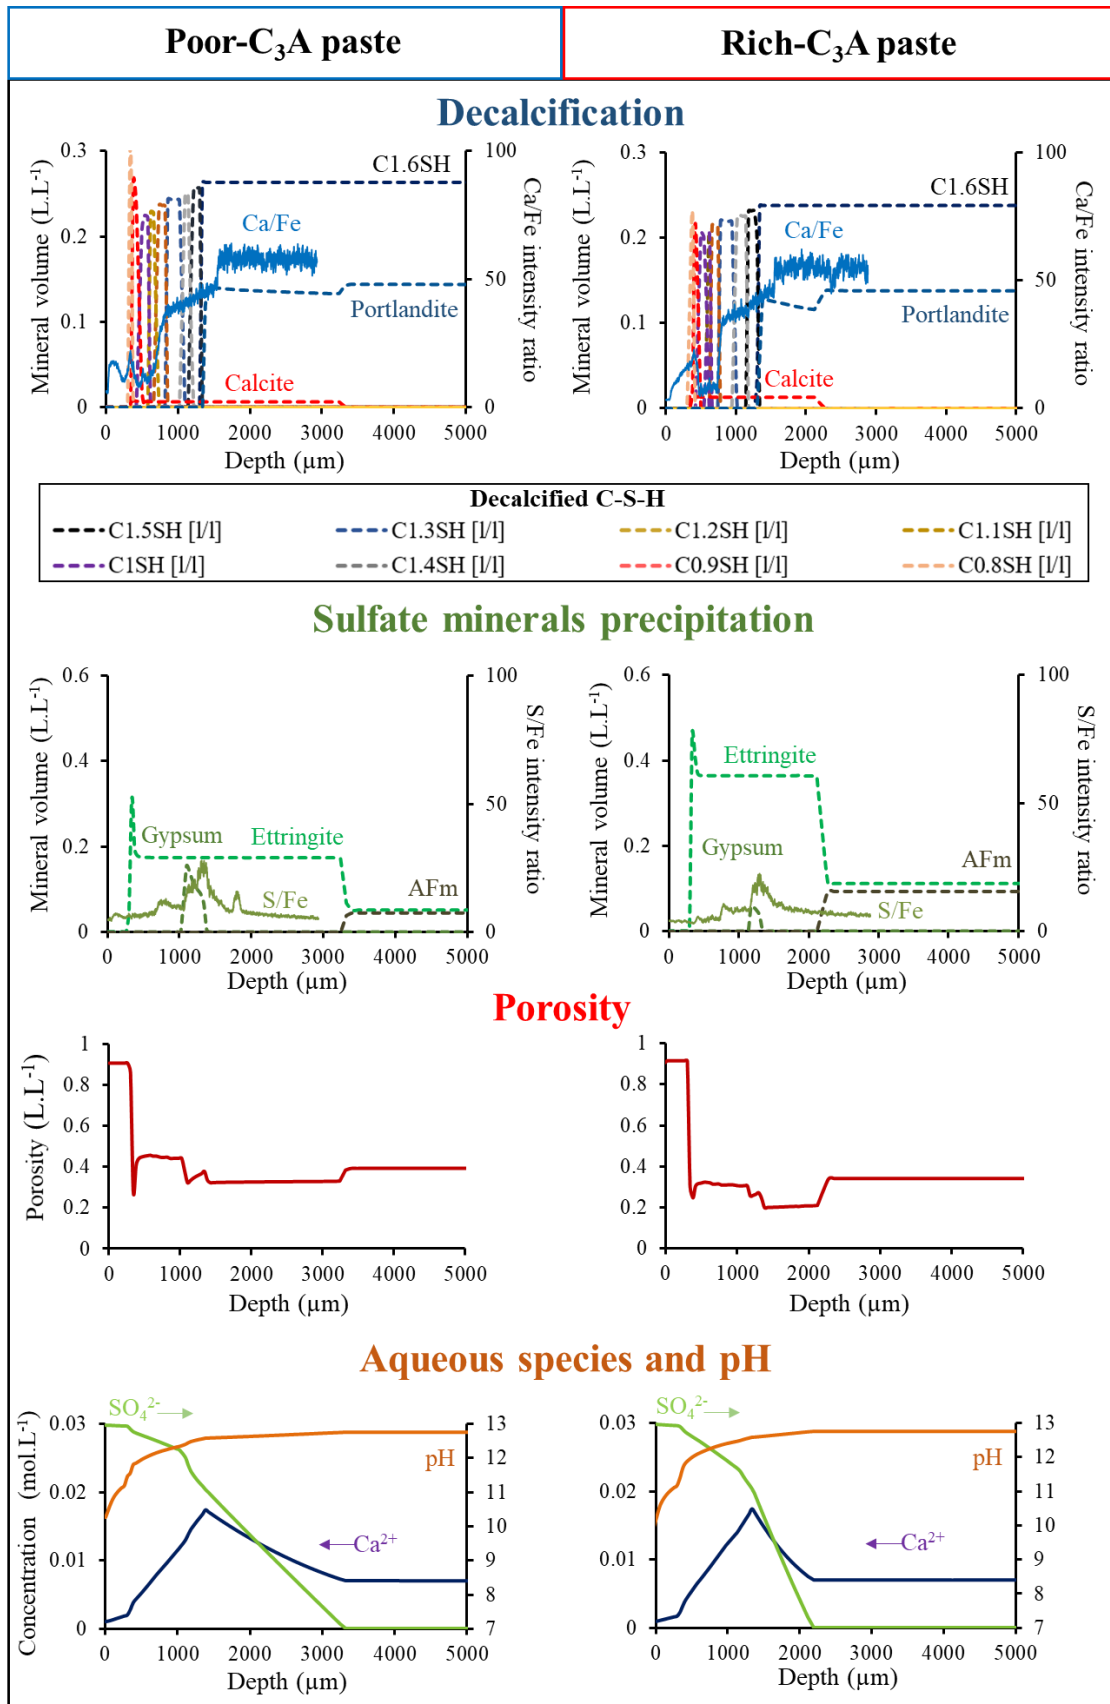 Poor-C₃A paste
Rich-C₃A paste
Decalcification
Mineral volume (L.L⁻¹)
0.3
0.2
0.1
0
100
50
0
C1.6SH
Ca/Fe
Portlandite
Calcite
Ca/Fe intensity ratio
0 1000 2000 3000 4000 5000
Depth (µm)
Mineral volume (L.L⁻¹)
0.3
0.2
0.1
0
100
50
0
C1.6SH
Ca/Fe
Portlandite
Calcite
Ca/Fe intensity ratio
0 1000 2000 3000 4000 5000
Depth (µm)
Decalcified C-S-H
C1.5SH [l/l] C1.3SH [l/l] C1.2SH [l/l] C1.1SH [l/l]
C1SH [l/l] C1.4SH [l/l] C0.9SH [l/l] C0.8SH [l/l]
Sulfate minerals precipitation
Mineral volume (L.L⁻¹)
0.6
0.4
0.2
0
100
50
0
Gypsum
Ettringite
S/Fe
AFm
S/Fe intensity ratio
0 1000 2000 3000 4000 5000
Depth (µm)
Mineral volume (L.L⁻¹)
0.6
0.4
0.2
0
100
50
0
Ettringite
Gypsum
AFm
S/Fe
S/Fe intensity ratio
0 1000 2000 3000 4000 5000
Depth (µm)
Porosity
Porosity (L.L⁻¹)
1
0.8
0.6
0.4
0.2
0
0 1000 2000 3000 4000 5000
Depth (µm)
1
0.8
0.6
0.4
0.2
0
0 1000 2000 3000 4000 5000
Depth (µm)
Aqueous species and pH
Concentration (mol.L⁻¹)
SO₄²⁻
0.03
0.02
0.01
0
13
12
11
10
9
8
7
pH
Ca²⁺
0 1000 2000 3000 4000 5000
Depth (µm)
SO₄²⁻
0.03
0.02
0.01
0
13
12
11
10
9
8
7
pH
Ca²⁺
0 1000 2000 3000 4000 5000
Depth (µm)